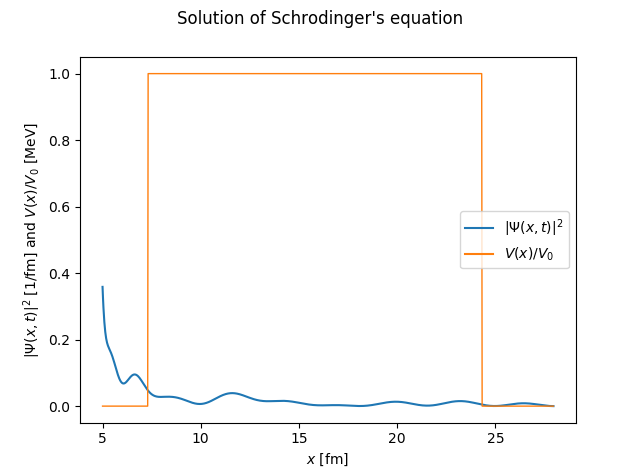 Solution of Schrodinger's equation
|Ψ(x, t)|² [1/fm] and V(x)/V₀ [MeV]
1.0
0.8
0.6
0.4
0.2
0.0
|Ψ(x, t)|²
V(x)/V₀
5
10
15
20
25
x [fm]